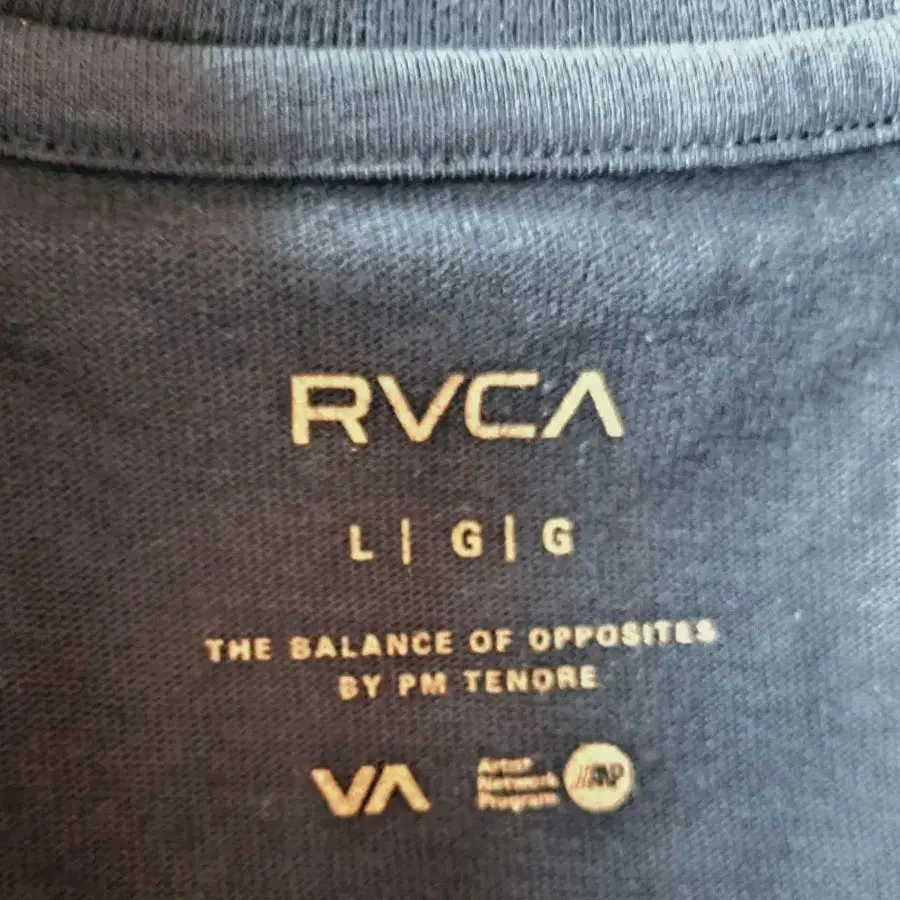 RVCA
L | G | G
THE BALANCE OF OPPOSITES
BY PM TENORE
VA
Artist
Network
Program
ANP